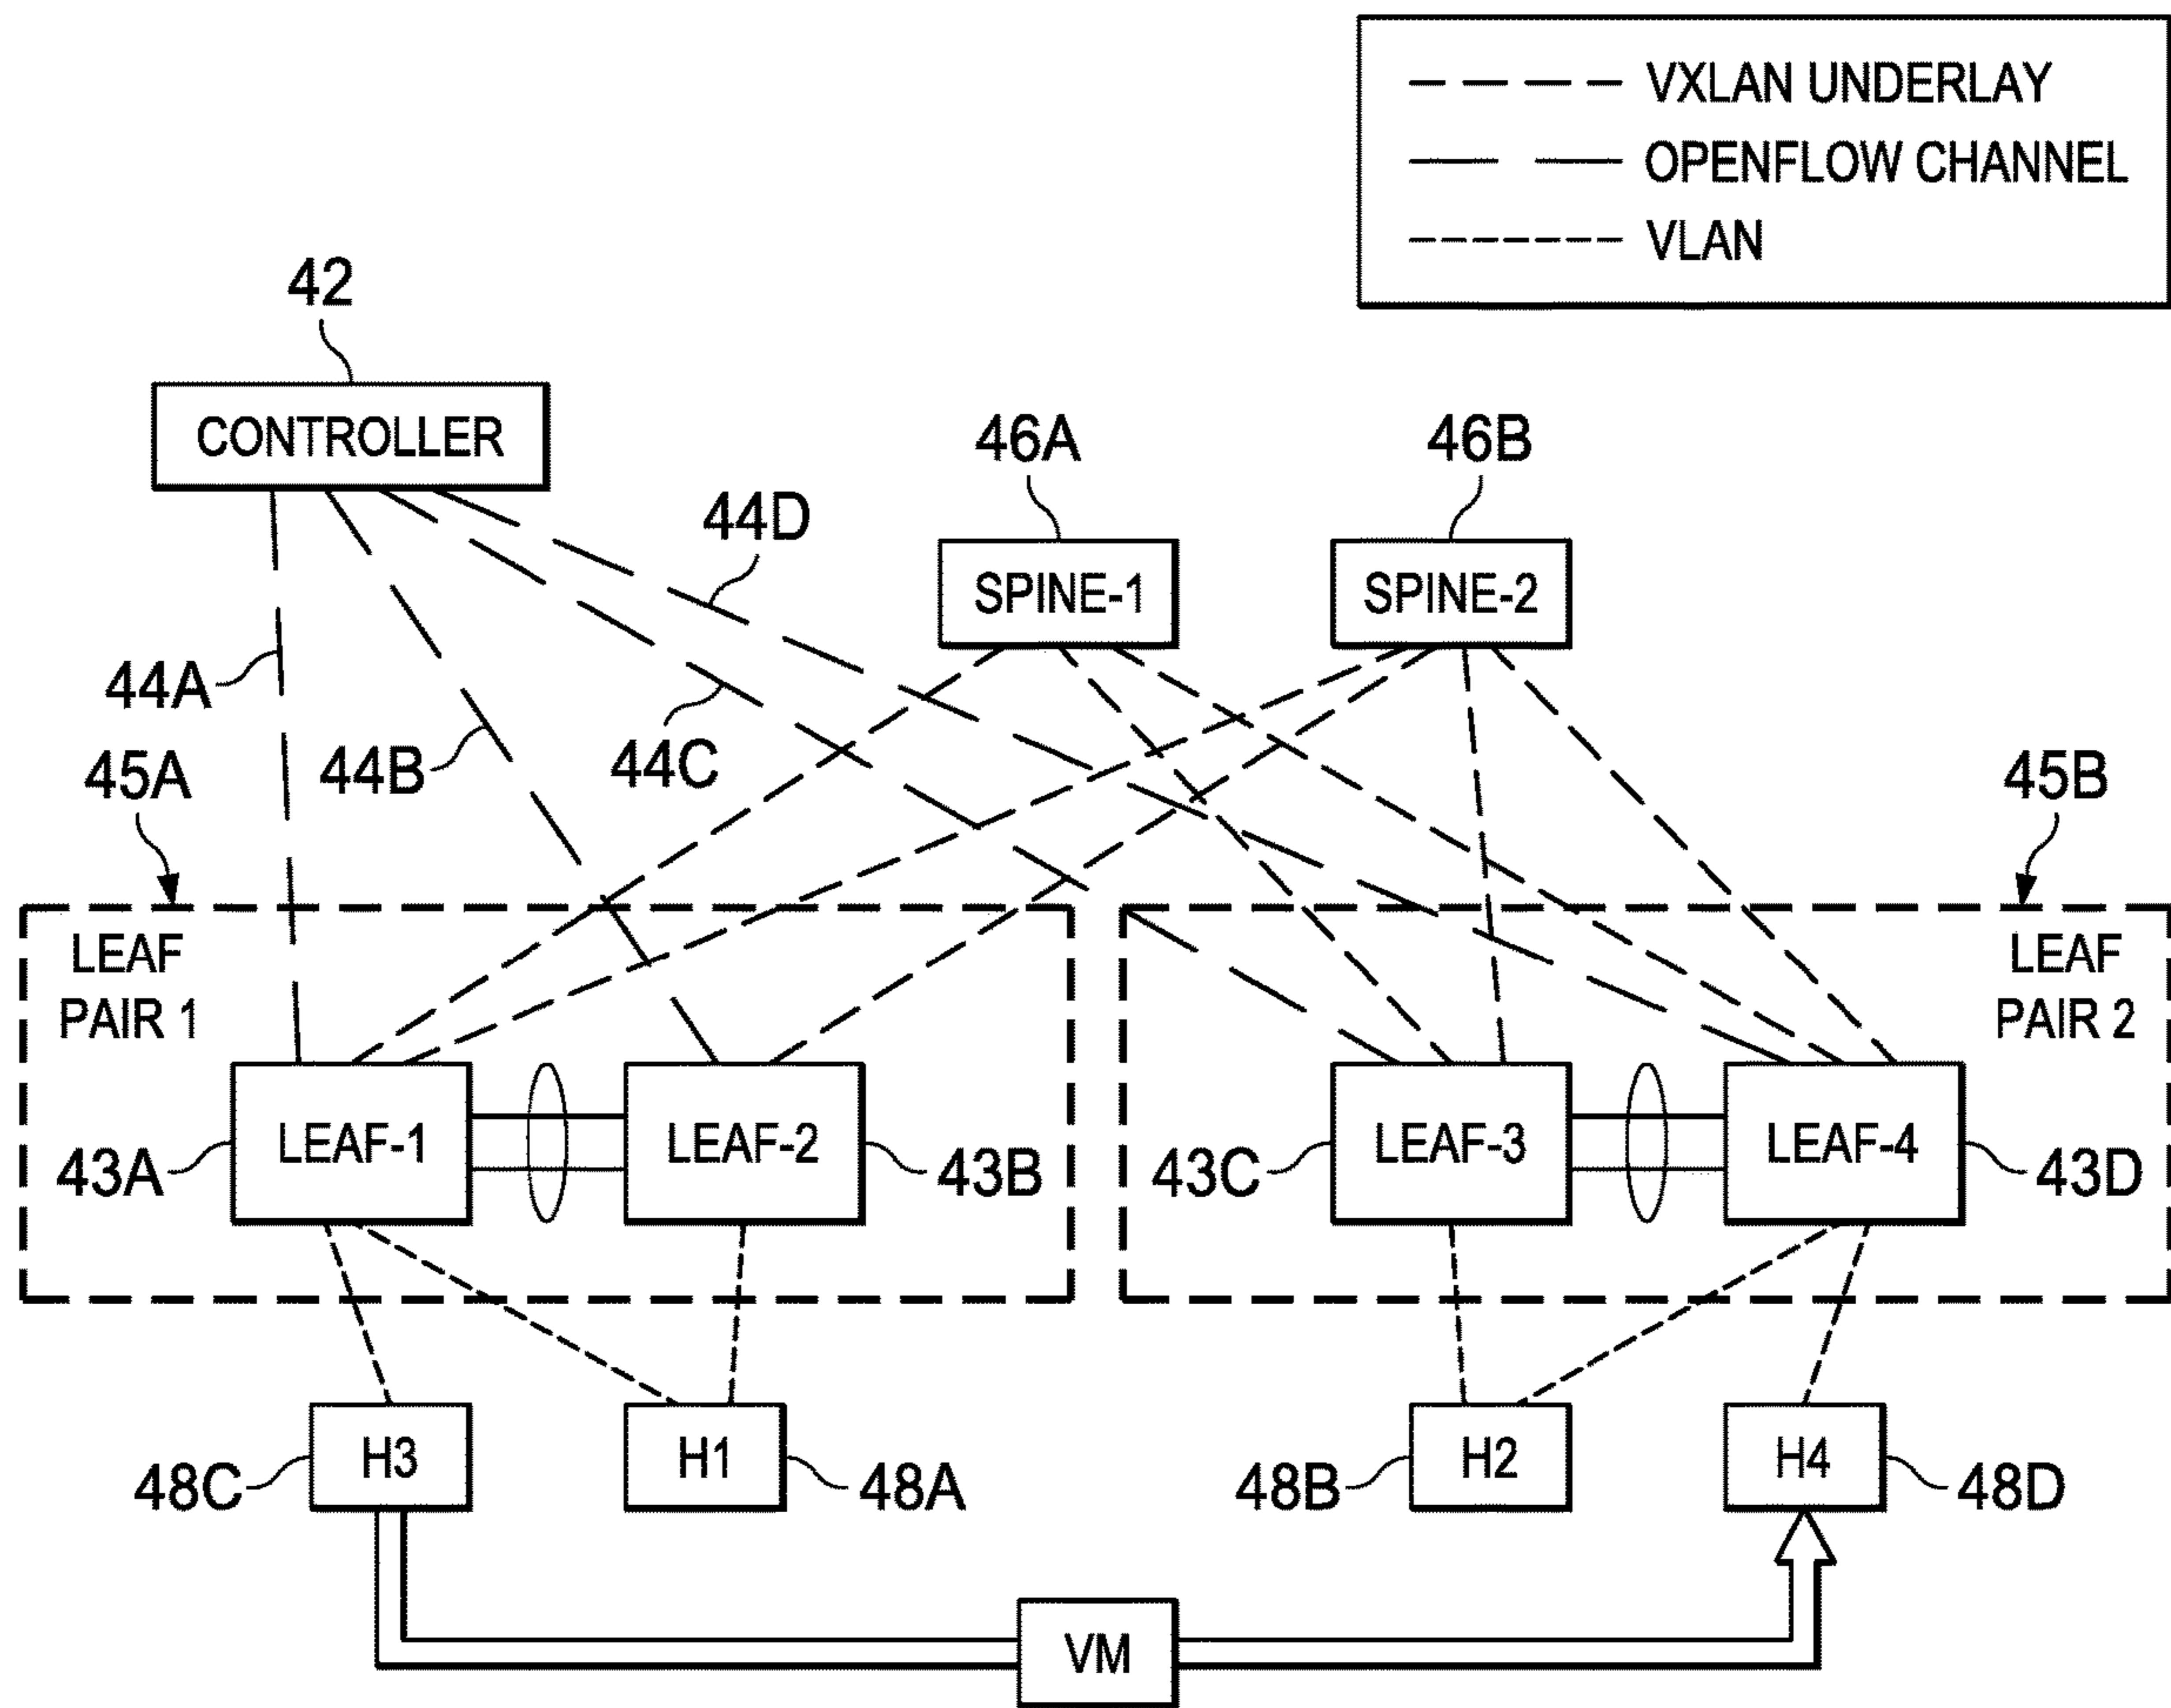 VXLAN UNDERLAY
OPENFLOW CHANNEL
VLAN
42
CONTROLLER
46A
46B
44D
SPINE-1
SPINE-2
44A
44B
44C
45A
45B
LEAF
PAIR 1
LEAF
PAIR 2
LEAF-1
LEAF-2
LEAF-3
LEAF-4
43A
43B
43C
43D
H3
H1
H2
H4
48C
48A
48B
48D
VM